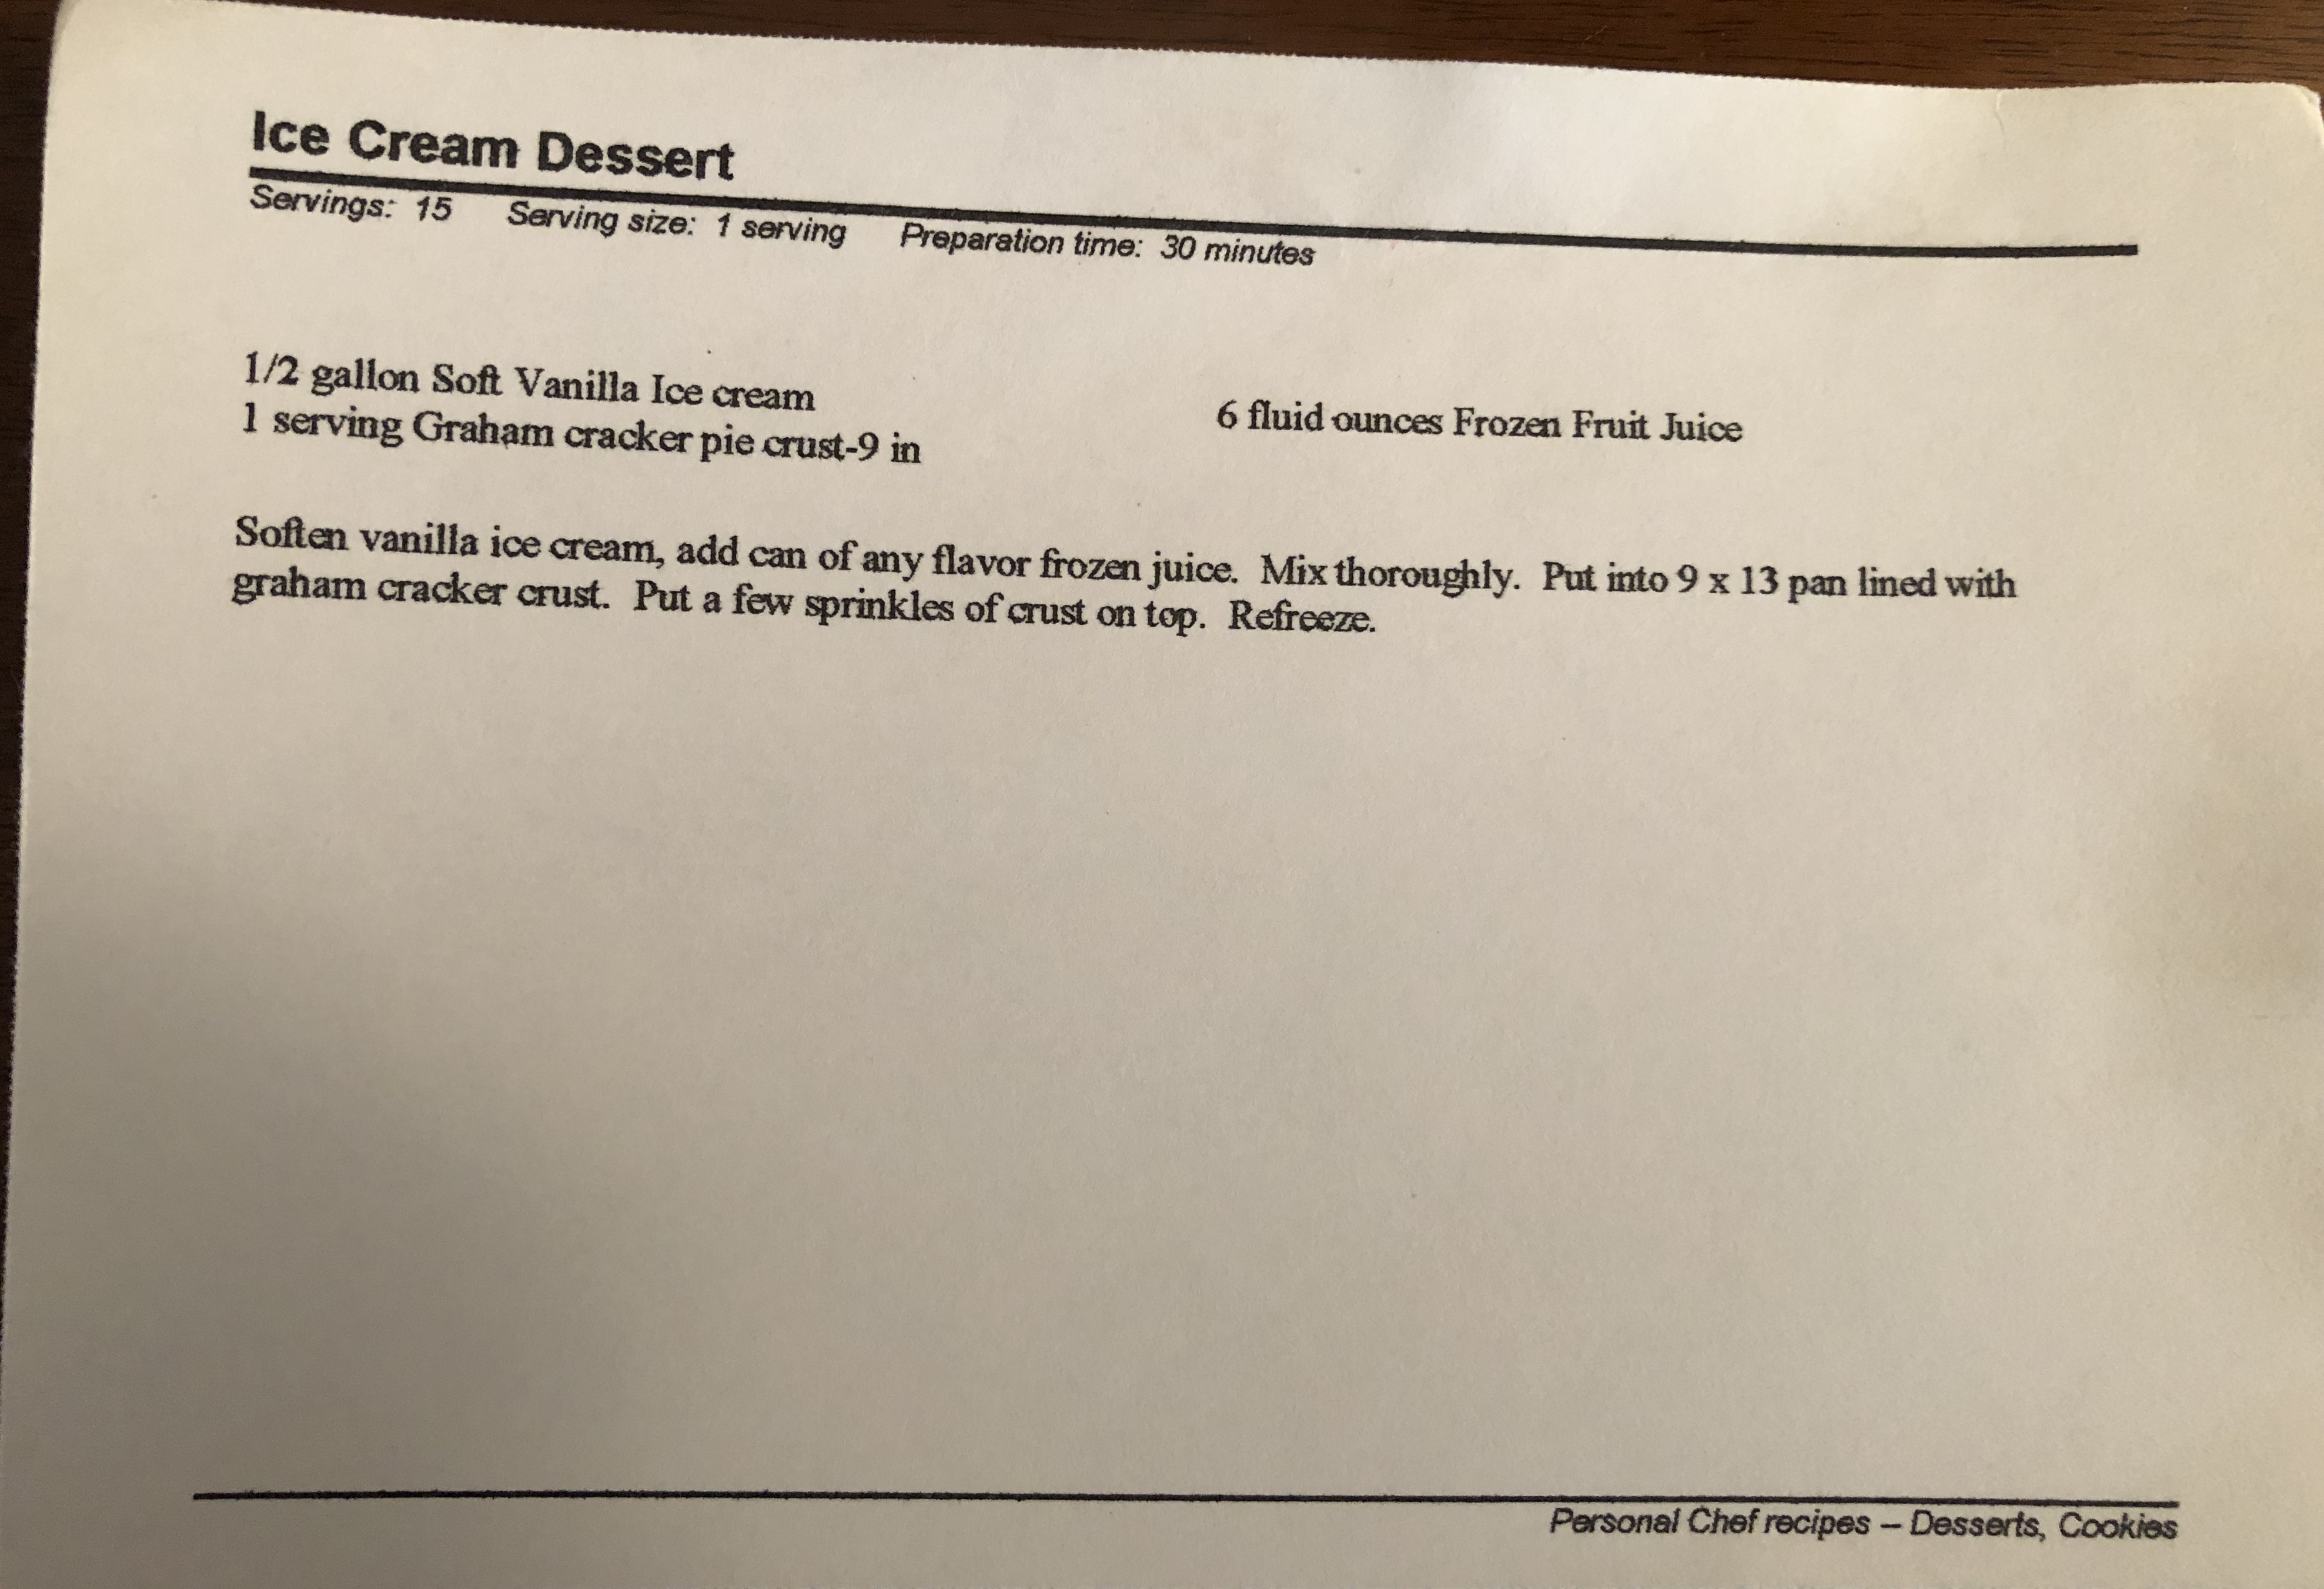 Ice Cream Dessert
Servings: 15 Serving size: 1 serving Preparation time: 30 minutes
1/2 gallon Soft Vanilla Ice cream
1 serving Graham cracker pie crust-9 in
6 fluid ounces Frozen Fruit Juice
Soften vanilla ice cream, add can of any flavor frozen juice. Mix thoroughly. Put into 9 x 13 pan lined with
graham cracker crust. Put a few sprinkles of crust on top. Refreeze.
Personal Chef recipes – Desserts, Cookies